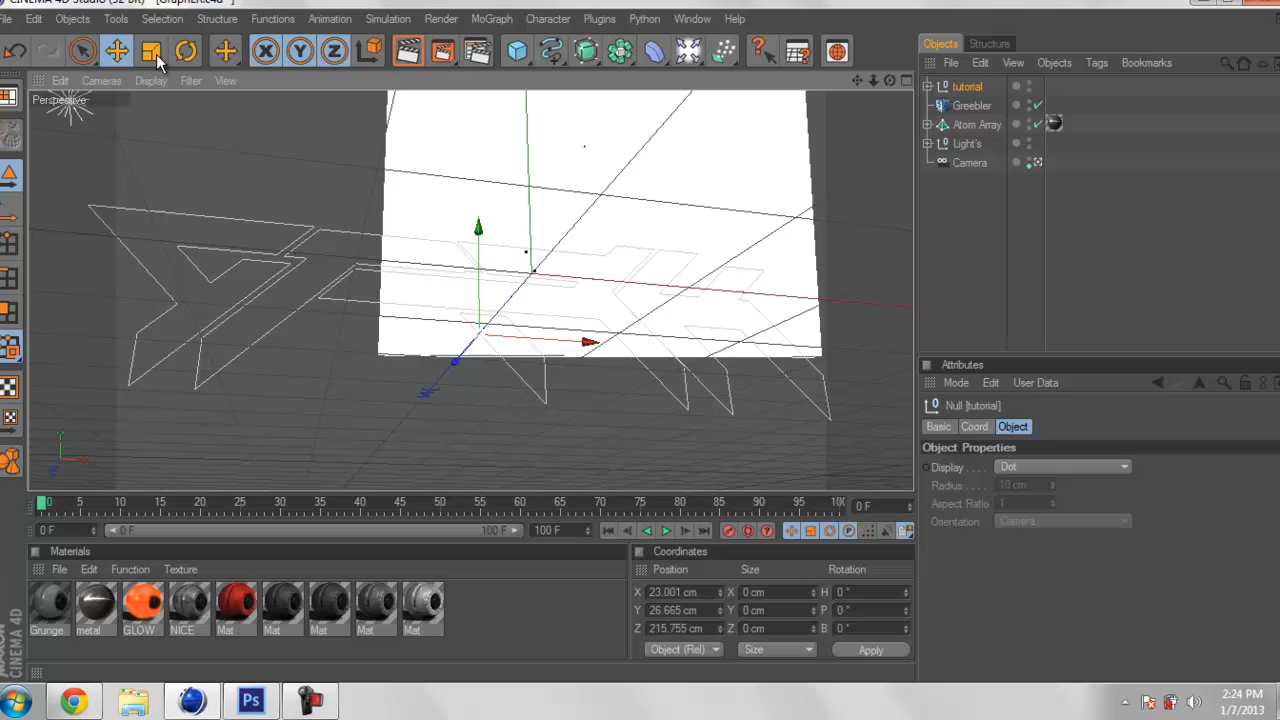 Edit Objects Tools Selection Structure Functions Animation Simulation Render MoGraph Character Plugins Python Window Help
Objects Structure
File Edit View Objects Tags Bookmarks
Edit Cameras Display Filter View
Perspective
tutorial
Greebler
Atom Array
Light's
Camera
X Y Z
Y
Attributes
Mode Edit User Data
Null [tutorial]
Basic Coord. Object
Object Properties
Display Dot
Radius 10 cm
Aspect Ratio 1
Orientation Camera
0 5 10 15 20 25 30 35 40 45 50 55 60 65 70 75 80 85 90 95 0 F
0 F 0 F 100 F 100 F
Materials
File Edit Function Texture
Grunge metal GLOW NICE Mat Mat Mat Mat Mat
Coordinates
Position Size Rotation
X 23.001 cm X 0 cm H 0 °
Y 26.665 cm Y 0 cm P 0 °
Z 215.755 cm Z 0 cm B 0 °
Object (Rel) Size Apply
CINEMA 4D
Ps
2:24 PM
1/7/2013